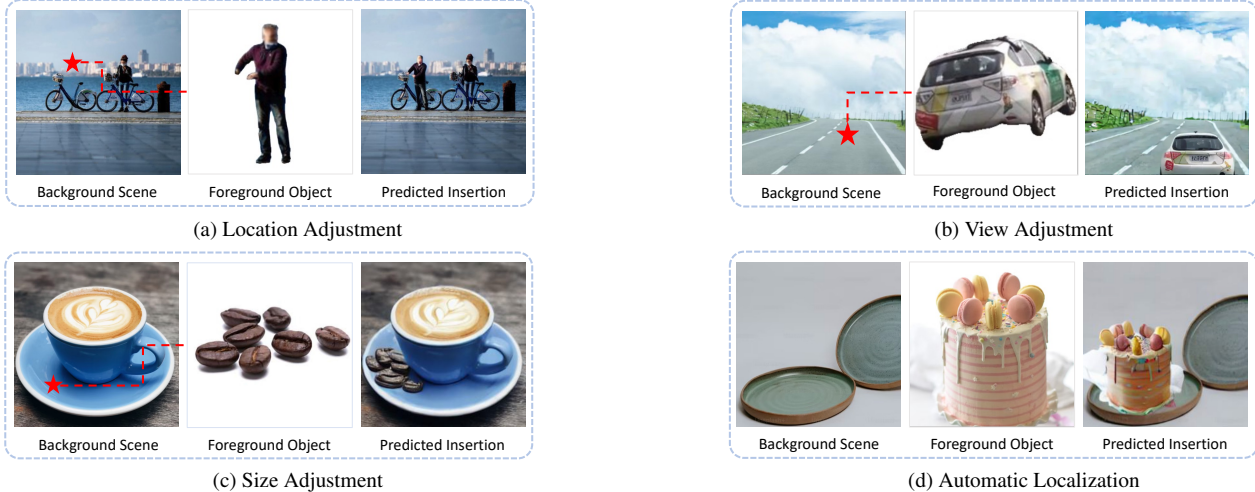 Background Scene
Foreground Object
Predicted Insertion
(a) Location Adjustment
Background Scene
Foreground Object
Predicted Insertion
(b) View Adjustment
Background Scene
Foreground Object
Predicted Insertion
(c) Size Adjustment
Background Scene
Foreground Object
Predicted Insertion
(d) Automatic Localization